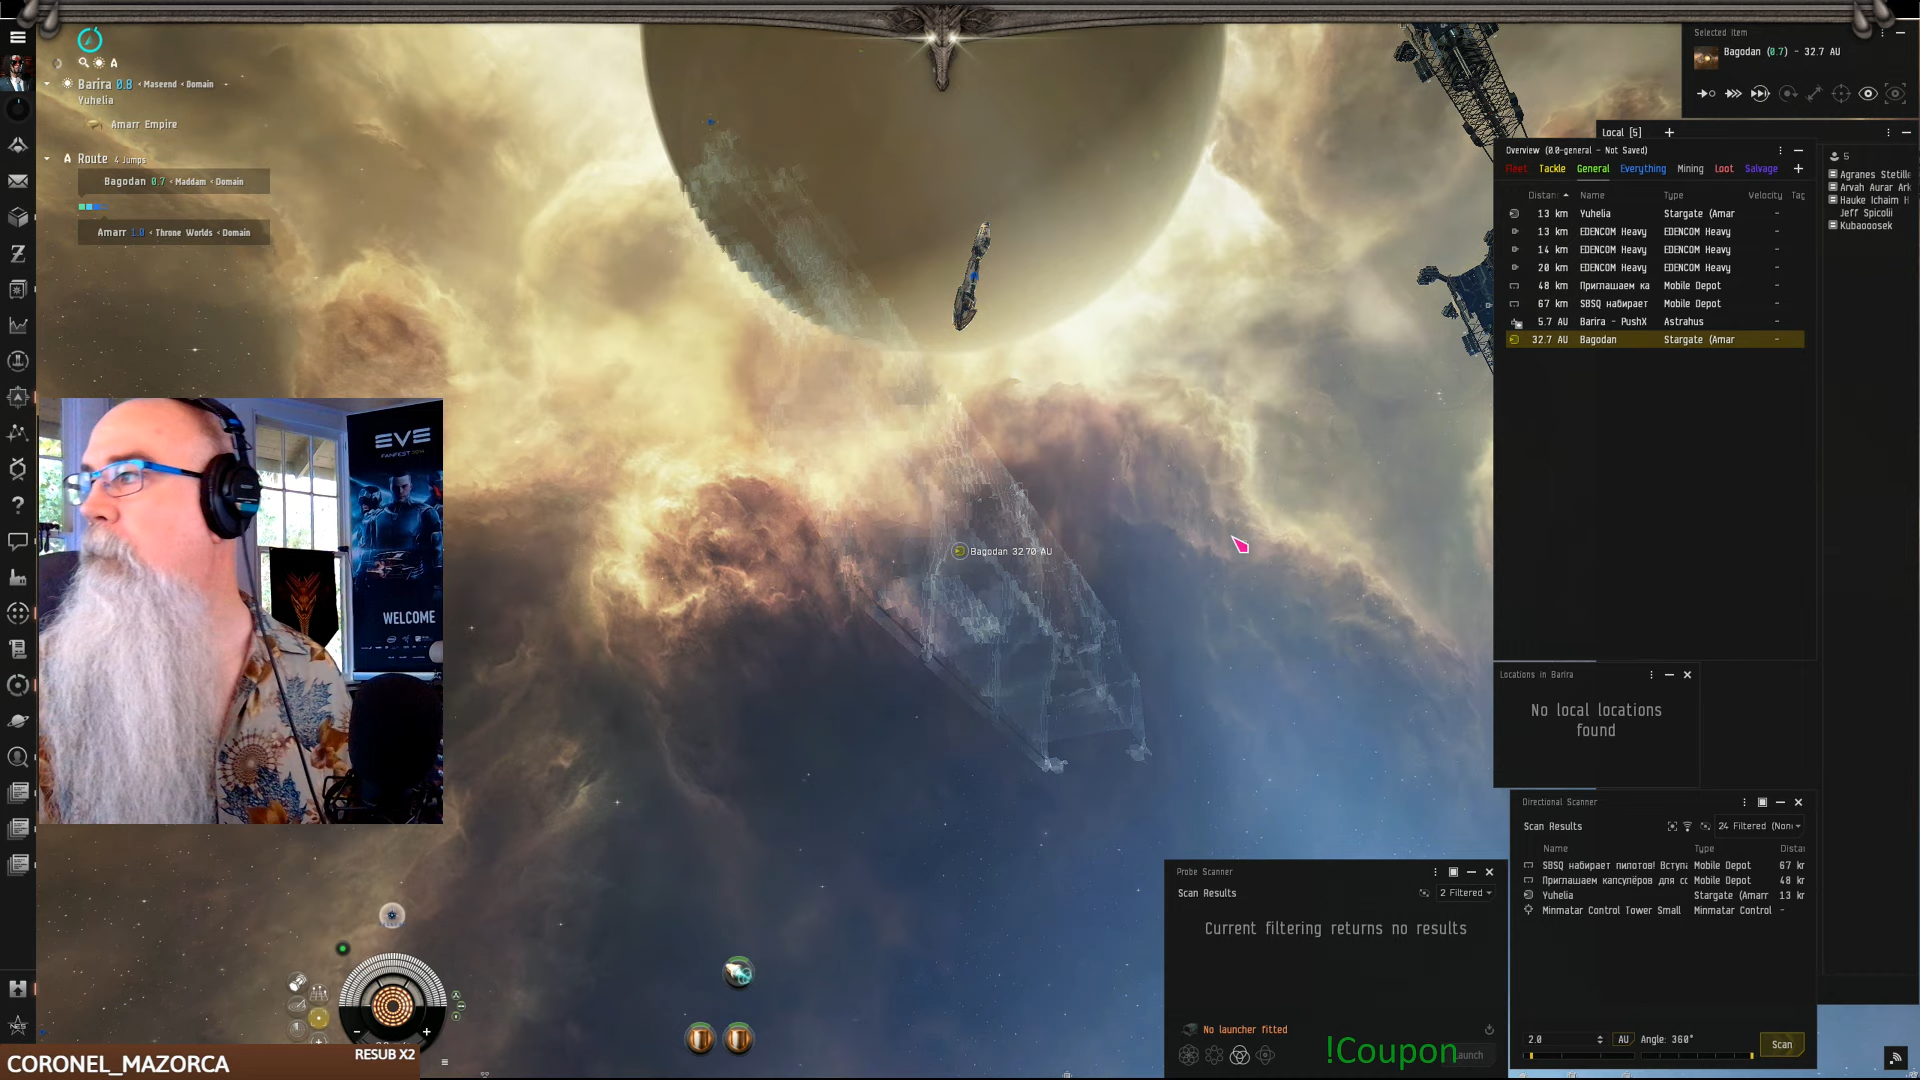 Barira 0.8 < Maseend < Domain
Yuhelia
Amarr Empire
Route 4 Jumps
Bagodan 0.7 < Maddam < Domain
Amarr 1.0 < Throne Worlds < Domain
EVE
FANFEST 2014
WELCOME
Bagodan 32.70 AU
Selected Item
Bagodan (0.7) - 32.7 AU
Local [5]
5
Agranes Stetille
Arvah Aurar Ark
Hauke Ichaim H
Jeff Spicolii
Kubaooosek
Overview (0.0-general - Not Saved)
Fleet Tackle General Everything Mining Loot Salvage
Distan Name Type Velocity Tag
13 km Yuhelia Stargate (Amar -
13 km EDENCOM Heavy EDENCOM Heavy -
14 km EDENCOM Heavy EDENCOM Heavy -
20 km EDENCOM Heavy EDENCOM Heavy -
48 km Приглашаем ка Mobile Depot -
67 km SBSQ набирает Mobile Depot -
5.7 AU Barira - PushX Astrahus -
32.7 AU Bagodan Stargate (Amar -
Locations in Barira
No local locations
found
Directional Scanner
Scan Results 24 Filtered (Non
Name Type Distar
SBSQ набирает пилотов! Вступа Mobile Depot 67 kr
Приглашаем капсулёров для сс Mobile Depot 48 kr
Yuhelia Stargate (Amarr 13 kr
Minmatar Control Tower Small Minmatar Control -
2.0 AU Angle: 360° Scan
Probe Scanner
Scan Results 2 Filtered
Current filtering returns no results
No launcher fitted
Launch
!Coupon
NES
CORONEL_MAZORCA
RESUB X2